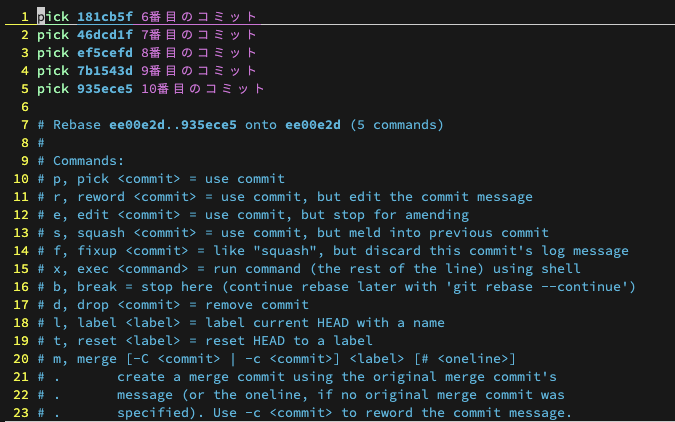 1 pick 181cb5f 6番目のコミット
2 pick 46dcd1f 7番目のコミット
3 pick ef5cefd 8番目のコミット
4 pick 7b1543d 9番目のコミット
5 pick 935ece5 10番目のコミット
6
7 # Rebase ee00e2d..935ece5 onto ee00e2d (5 commands)
8 #
9 # Commands:
10 # p, pick <commit> = use commit
11 # r, reword <commit> = use commit, but edit the commit message
12 # e, edit <commit> = use commit, but stop for amending
13 # s, squash <commit> = use commit, but meld into previous commit
14 # f, fixup <commit> = like "squash", but discard this commit's log message
15 # x, exec <command> = run command (the rest of the line) using shell
16 # b, break = stop here (continue rebase later with 'git rebase --continue')
17 # d, drop <commit> = remove commit
18 # l, label <label> = label current HEAD with a name
19 # t, reset <label> = reset HEAD to a label
20 # m, merge [-C <commit> | -c <commit>] <label> [# <oneline>]
21 # .       create a merge commit using the original merge commit's
22 # .       message (or the oneline, if no original merge commit was
23 # .       specified). Use -c <commit> to reword the commit message.